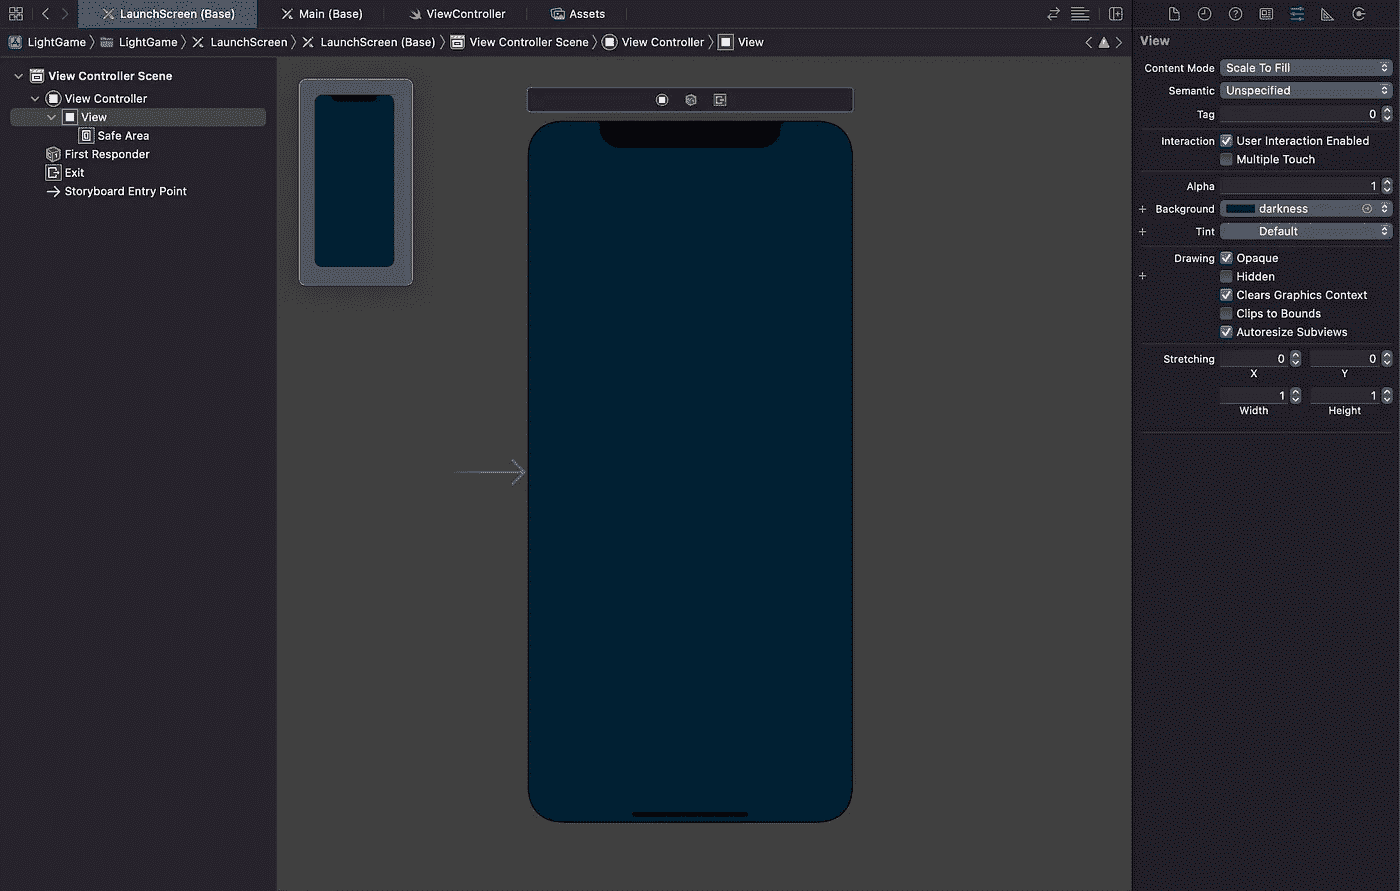 LaunchScreen (Base) Main (Base) ViewController Assets
LightGame LightGame LaunchScreen LaunchScreen (Base) View Controller Scene View Controller View
View Controller Scene
View Controller
View
Safe Area
First Responder
Exit
Storyboard Entry Point
View
Content Mode Scale To Fill
Semantic Unspecified
Tag 0
Interaction User Interaction Enabled
Multiple Touch
Alpha 1
+ Background darkness
+ Tint Default
Drawing Opaque
+ Hidden
Clears Graphics Context
Clips to Bounds
Autoresize Subviews
Stretching 0 0
X Y
1 1
Width Height